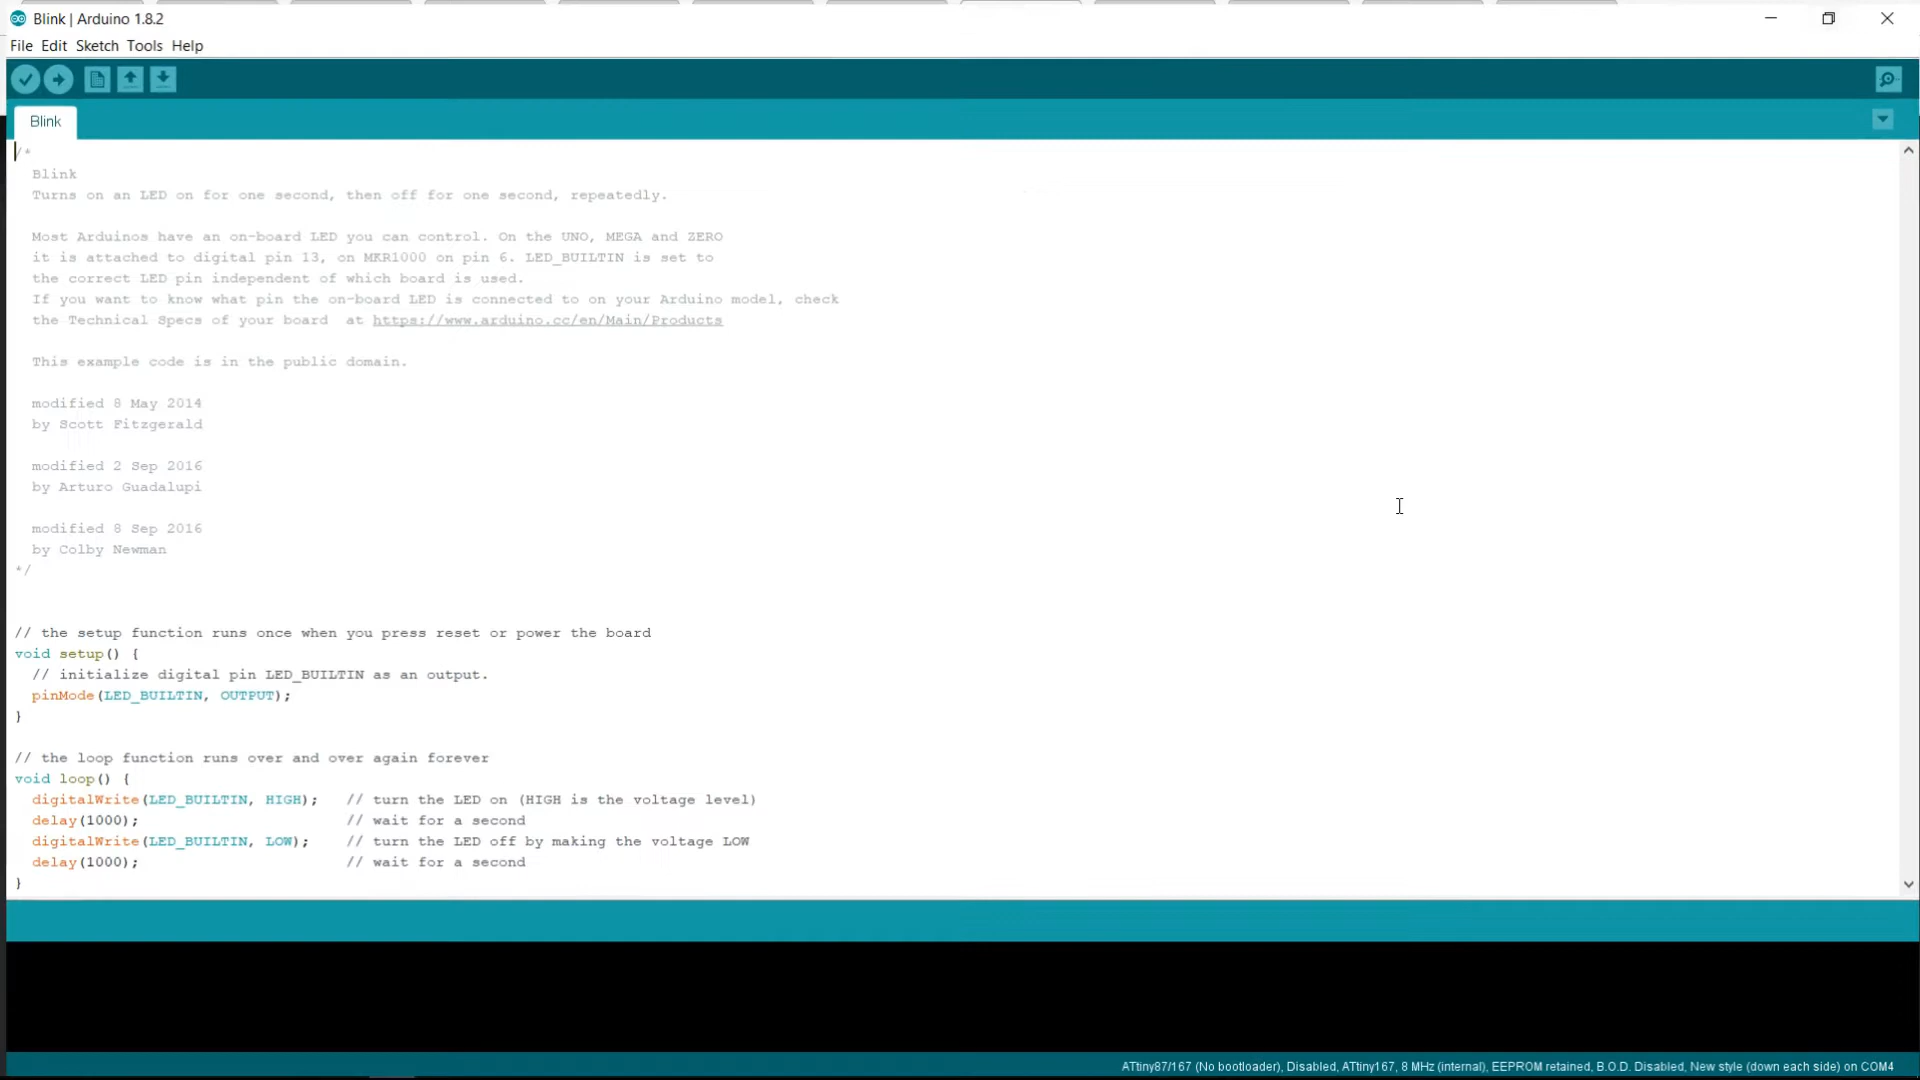 Blink | Arduino 1.8.2
File Edit Sketch Tools Help
Blink
/*
Blink
Turns on an LED on for one second, then off for one second, repeatedly.
Most Arduinos have an on-board LED you can control. On the UNO, MEGA and ZERO
it is attached to digital pin 13, on MKR1000 on pin 6. LED_BUILTIN is set to
the correct LED pin independent of which board is used.
If you want to know what pin the on-board LED is connected to on your Arduino model, check
the Technical Specs of your board  at https://www.arduino.cc/en/Main/Products
This example code is in the public domain.
modified 8 May 2014
by Scott Fitzgerald
modified 2 Sep 2016
by Arturo Guadalupi
modified 8 Sep 2016
by Colby Newman
*/
// the setup function runs once when you press reset or power the board
void setup() {
// initialize digital pin LED_BUILTIN as an output.
pinMode(LED_BUILTIN, OUTPUT);
}
// the loop function runs over and over again forever
void loop() {
digitalWrite(LED_BUILTIN, HIGH);   // turn the LED on (HIGH is the voltage level)
delay(1000);                       // wait for a second
digitalWrite(LED_BUILTIN, LOW);    // turn the LED off by making the voltage LOW
delay(1000);                       // wait for a second
}
ATtiny87/167 (No bootloader), Disabled, ATtiny167, 8 MHz (internal), EEPROM retained, B.O.D. Disabled, New style (down each side) on COM4